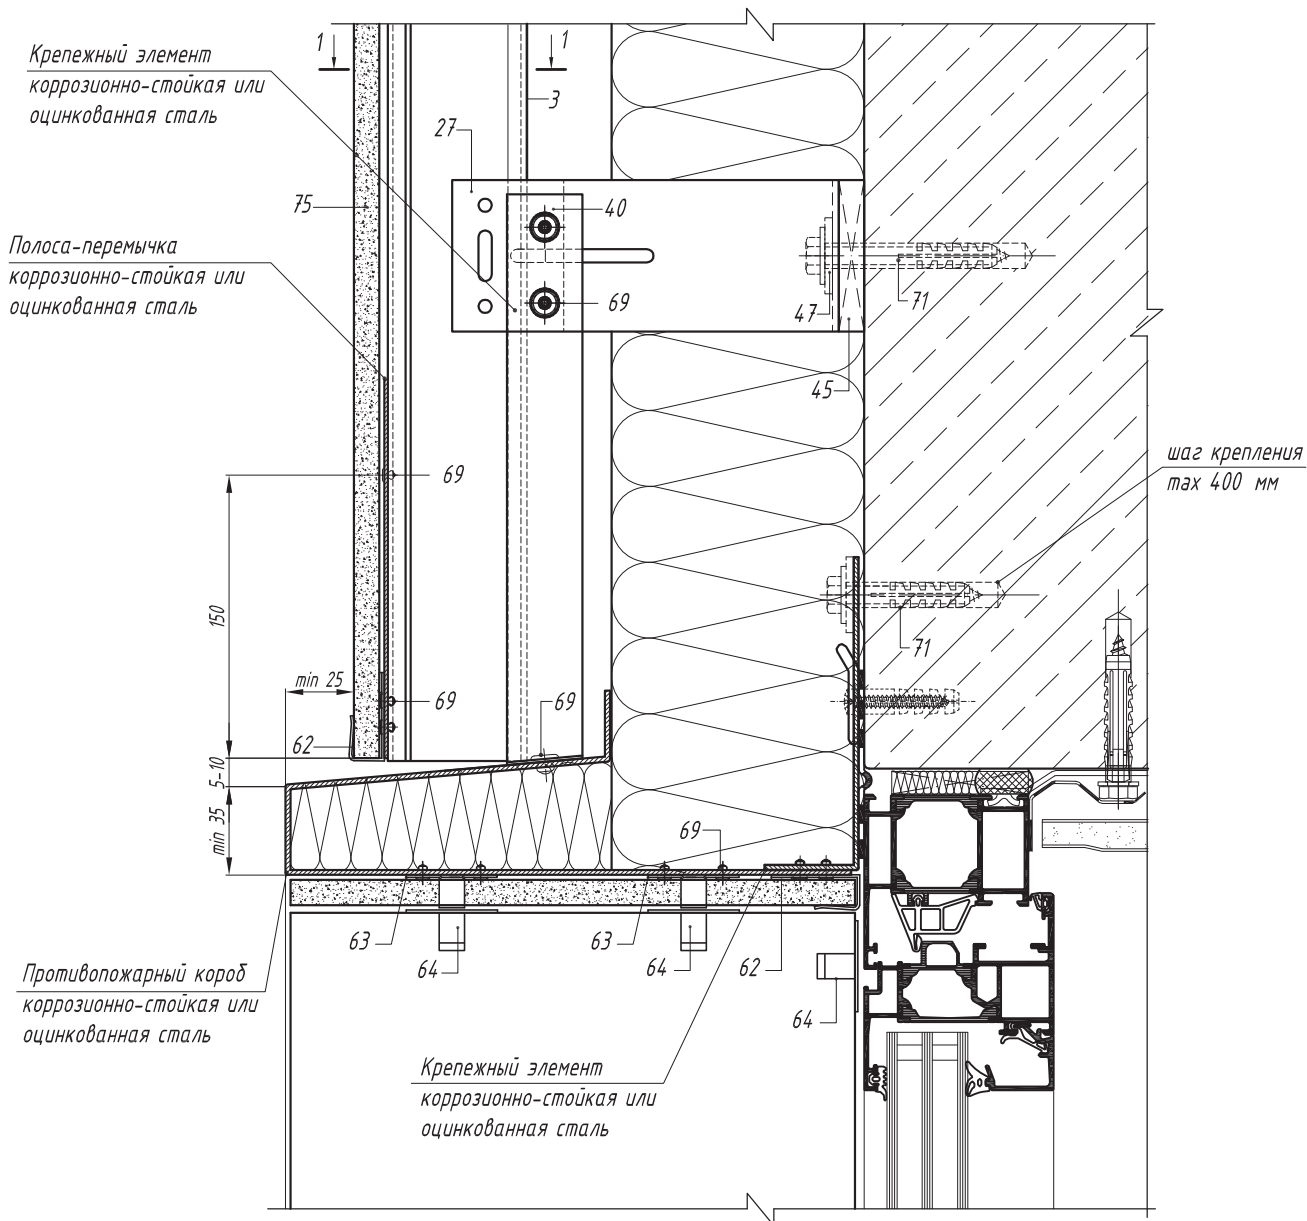 1
1
Крепежный элемент
коррозионно-стойкая или
оцинкованная сталь
3
27
75
40
Полоса-перемычка
коррозионно-стойкая или
оцинкованная сталь
69
47
71
45
шаг крепления
max 400 мм
69
150
71
min 25
69
69
62
5-10
min 35
69
63
64
63
64
62
64
Противопожарный короб
коррозионно-стойкая или
оцинкованная сталь
Крепежный элемент
коррозионно-стойкая или
оцинкованная сталь